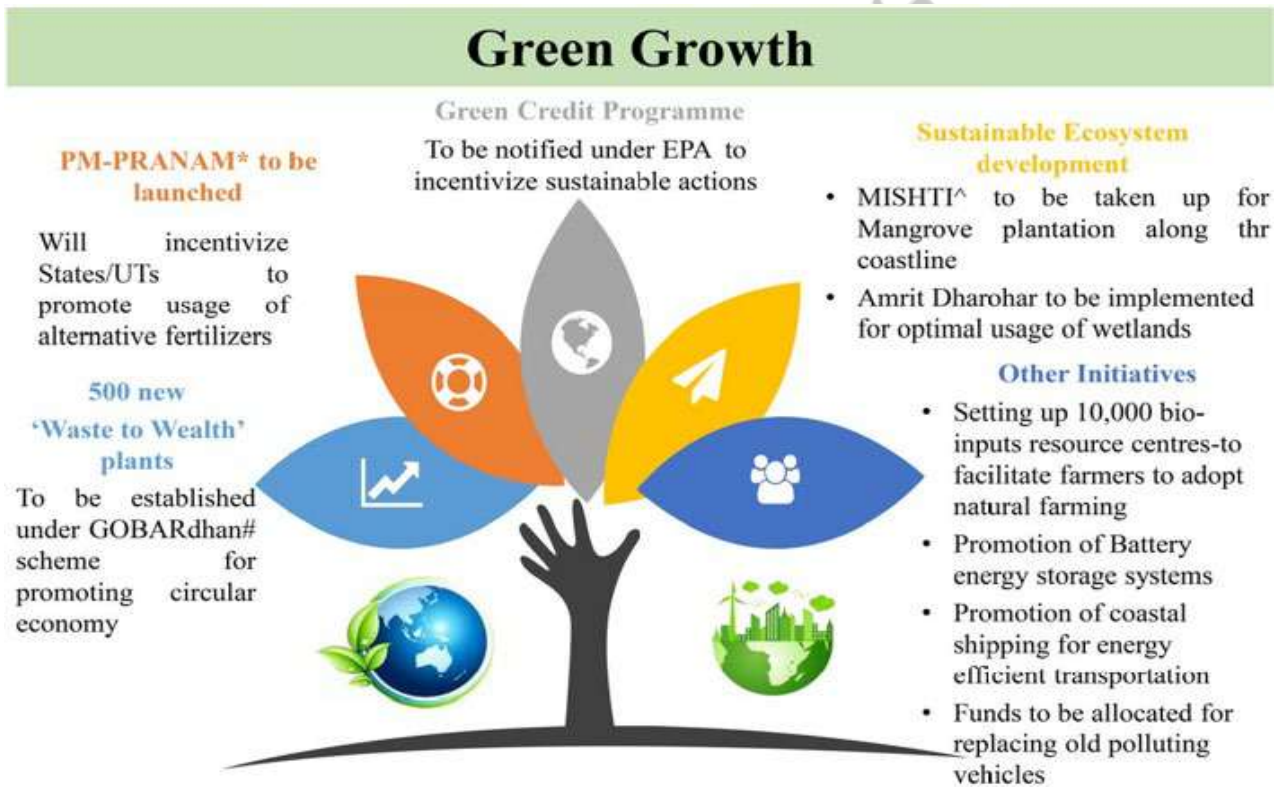 Green Growth
Green Credit Programme
To be notified under EPA to
incentivize sustainable actions
PM-PRANAM* to be
launched
Will incentivize
States/UTs to
promote usage of
alternative fertilizers
500 new
‘Waste to Wealth’
plants
To be established
under GOBARdhan#
scheme for
promoting circular
economy
Sustainable Ecosystem
development
• MISHTI^ to be taken up for
Mangrove plantation along thr
coastline
• Amrit Dharohar to be implemented
for optimal usage of wetlands
Other Initiatives
• Setting up 10,000 bio-
inputs resource centres-to
facilitate farmers to adopt
natural farming
• Promotion of Battery
energy storage systems
• Promotion of coastal
shipping for energy
efficient transportation
• Funds to be allocated for
replacing old polluting
vehicles